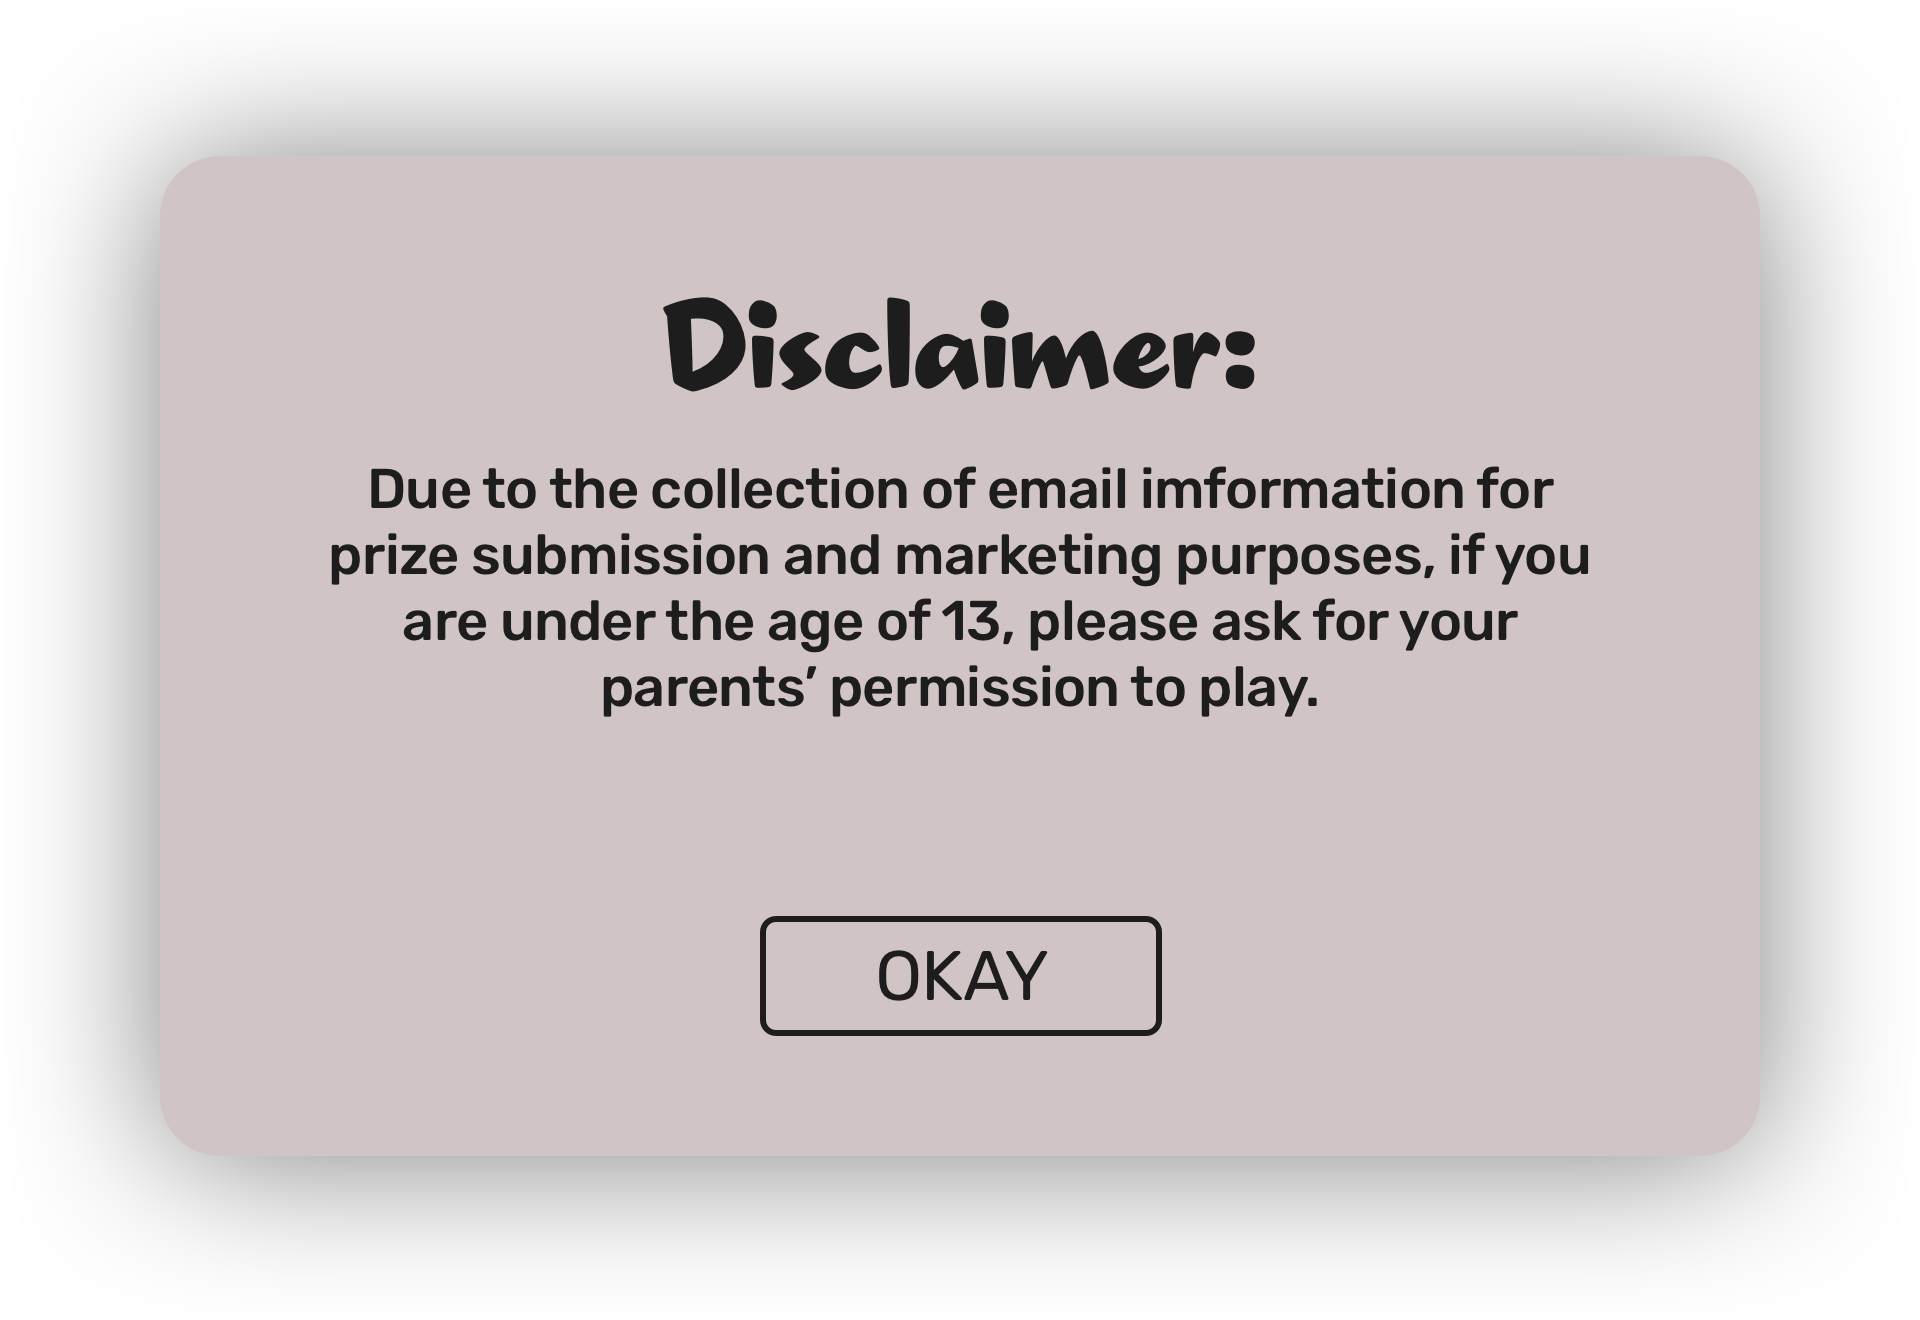 Disclaimer:
Due to the collection of email imformation for
prize submission and marketing purposes, if you
are under the age of 13, please ask for your
parents’ permission to play.
OKAY